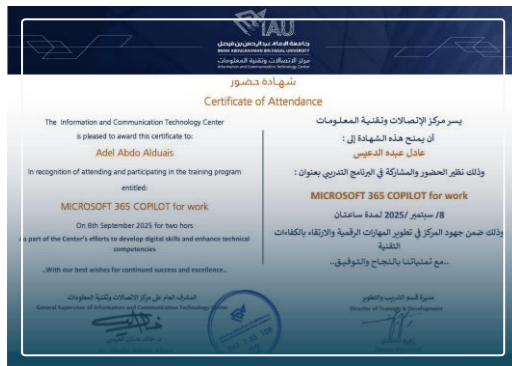 IAU
جامعة الإمام عبدالرحمن بن فيصل
IMAM ABDULRAHMAN BIN FAISAL UNIVERSITY
مركز الاتصالات وتقنية المعلومات
Information and Communication Technology Center
شهادة حضور
Certificate of Attendance
The Information and Communication Technology Center
is pleased to award this certificate to:
Adel Abdo Alduais
In recognition of attending and participating in the training program
entitled:
MICROSOFT 365 COPILOT for work
On 8th September 2025 for two hors
as part of the Center's efforts to develop digital skills and enhance technical
competencies
..With our best wishes for continued success and excellence..
يسر مركز الإتصالات وتقنية المعلومات
أن يمنح هذه الشهادة إلى :
عادل عبده الدعيس
وذلك نظير الحضور والمشاركة في البرنامج التدريبي بعنوان :
MICROSOFT 365 COPILOT for work
8/ سبتمبر /2025 لمدة ساعتان
وذلك ضمن جهود المركز في تطوير المهارات الرقمية والارتقاء بالكفاءات
التقنية
..مع تمنياتنا بالنجاح والتوفيق..
المشرف العام على مركز الاتصالات وتقنية المعلومات
General Supervisor of Information and Communication Technology
مديرة قسم التدريب والتطوير
Director of Training & Development